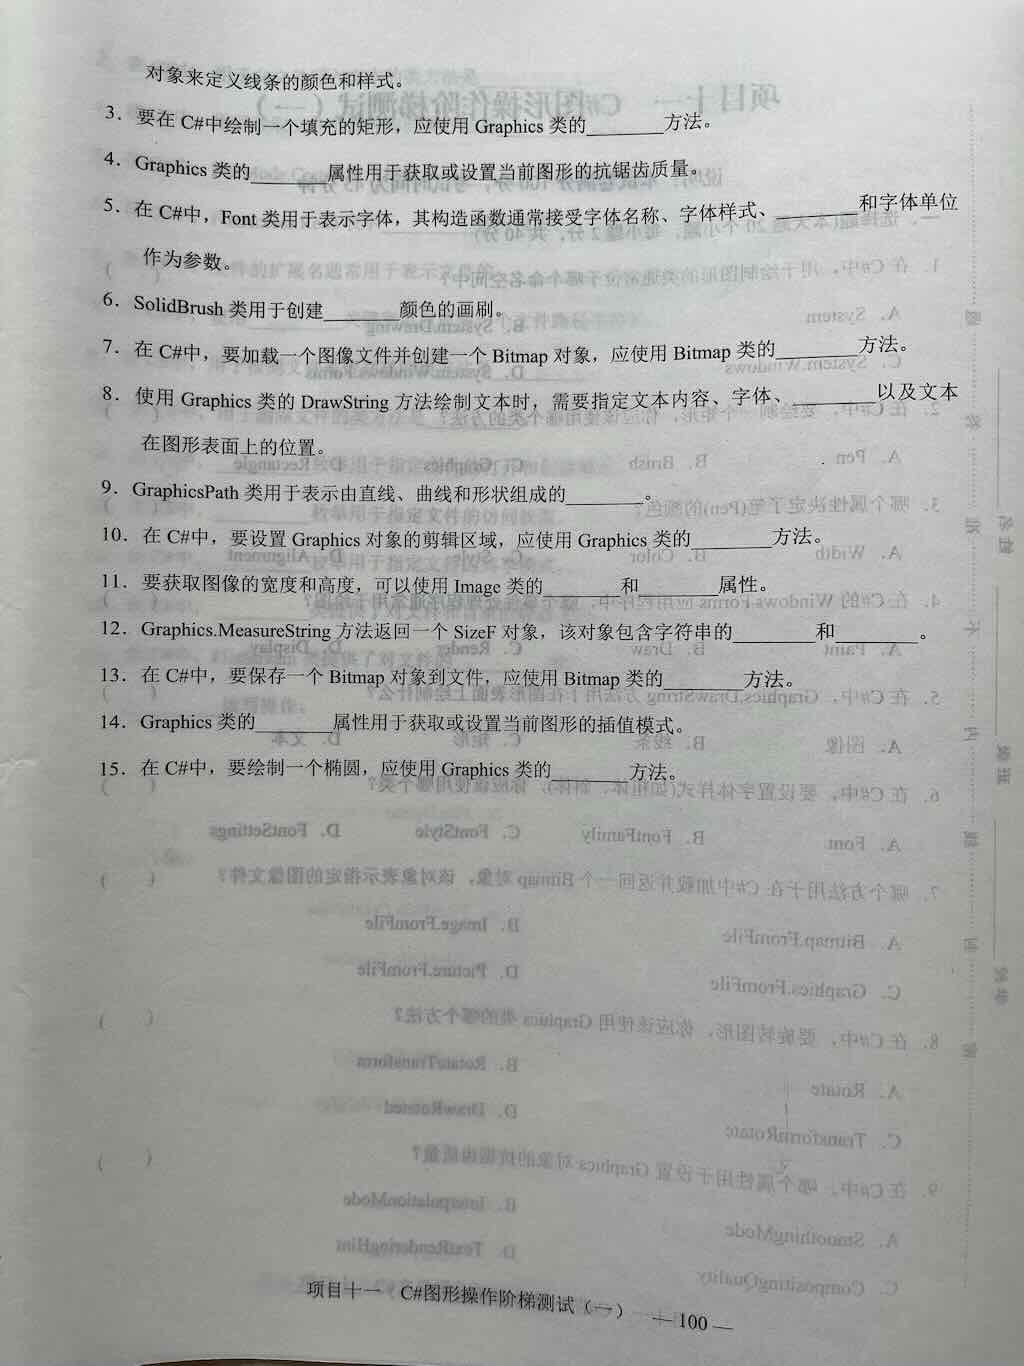 对象来定义线条的颜色和样式。
3. 要在 C#中绘制一个填充的矩形，应使用 Graphics 类的________方法。
4. Graphics 类的________属性用于获取或设置当前图形的抗锯齿质量。
5. 在 C#中，Font 类用于表示字体，其构造函数通常接受字体名称、字体样式、________和字体单位
作为参数。
6. SolidBrush 类用于创建________颜色的画刷。
7. 在 C#中，要加载一个图像文件并创建一个 Bitmap 对象，应使用 Bitmap 类的________方法。
8. 使用 Graphics 类的 DrawString 方法绘制文本时，需要指定文本内容、字体、________以及文本
在图形表面上的位置。
9. GraphicsPath 类用于表示由直线、曲线和形状组成的________。
10. 在 C#中，要设置 Graphics 对象的剪辑区域，应使用 Graphics 类的________方法。
11. 要获取图像的宽度和高度，可以使用 Image 类的________和________属性。
12. Graphics.MeasureString 方法返回一个 SizeF 对象，该对象包含字符串的________和________。
13. 在 C#中，要保存一个 Bitmap 对象到文件，应使用 Bitmap 类的________方法。
14. Graphics 类的________属性用于获取或设置当前图形的插值模式。
15. 在 C#中，要绘制一个椭圆，应使用 Graphics 类的________方法。
项目十一 C#图形操作阶梯测试（一） —100—